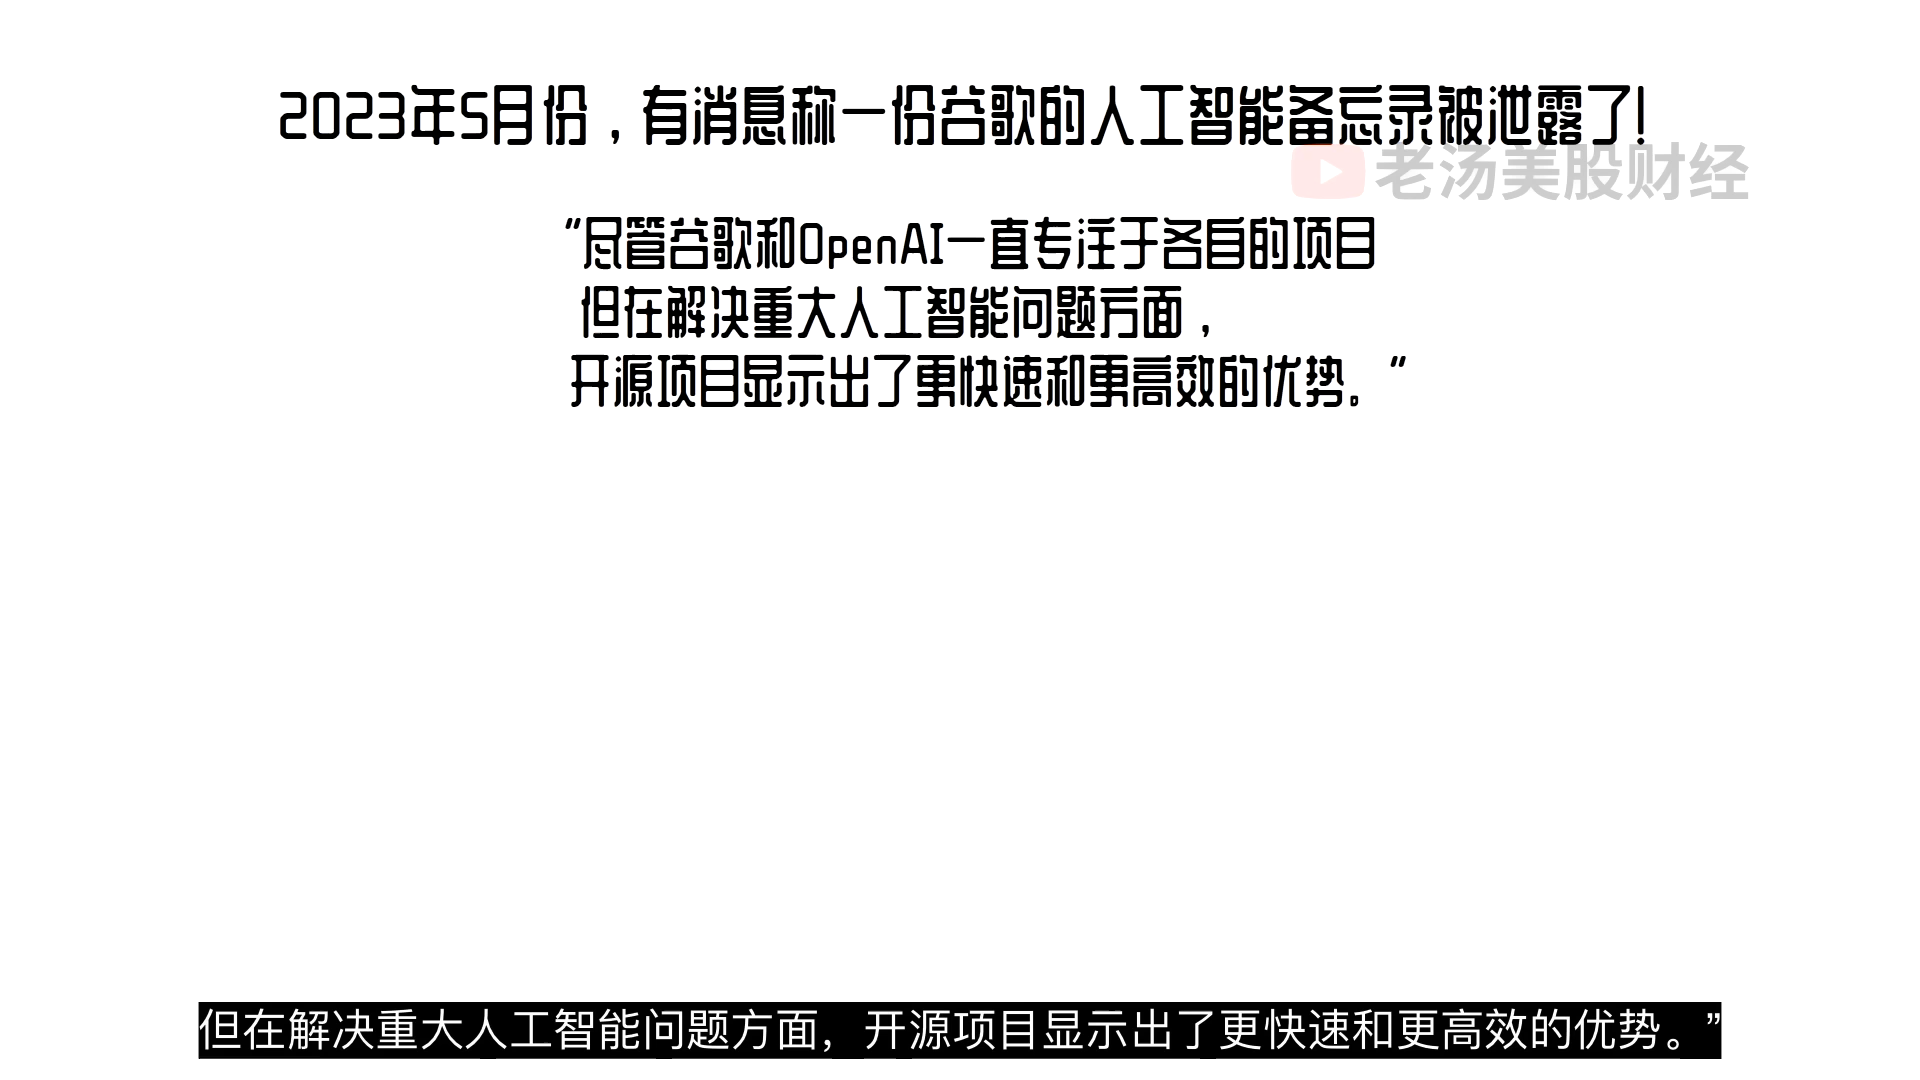 2023年5月份，有消息称一份谷歌的人工智能备忘录被泄露了!
老汤美股财经
“尽管谷歌和OpenAI一直专注于各自的项目
但在解决重大人工智能问题方面，
开源项目显示出了更快速和更高效的优势。”
但在解决重大人工智能问题方面，开源项目显示出了更快速和更高效的优势。”